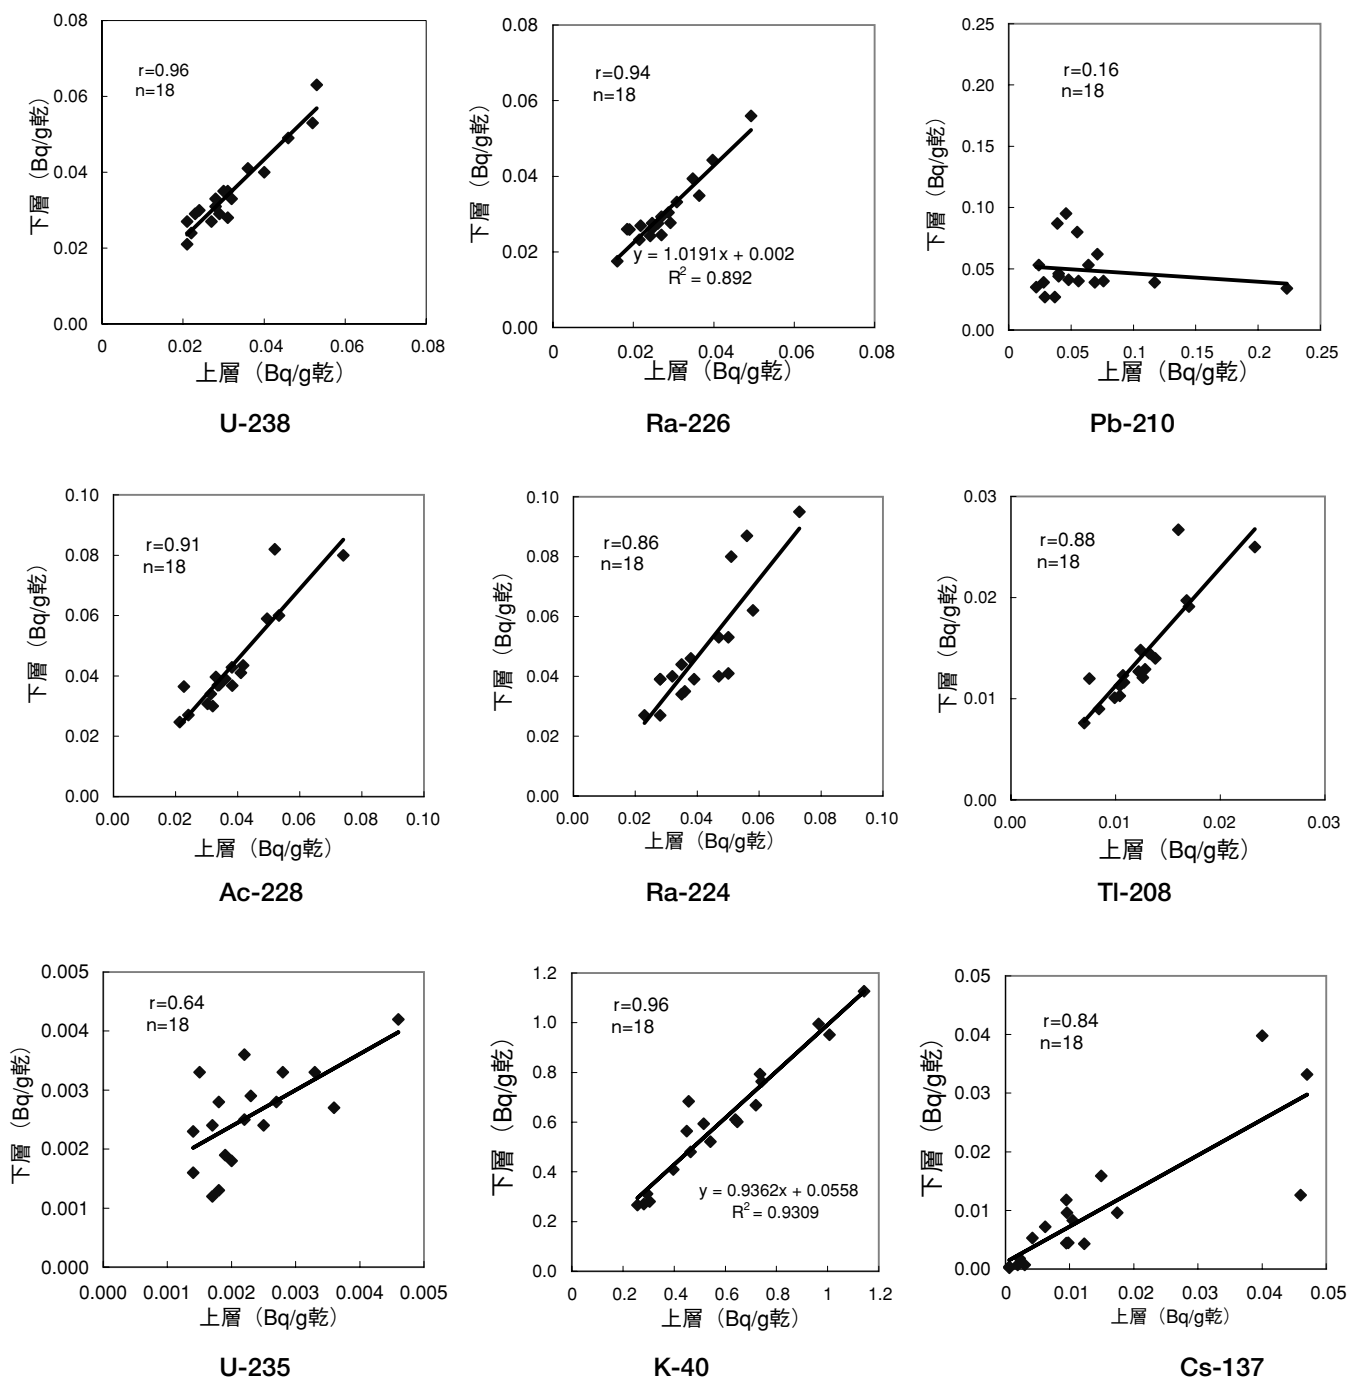 0.08
0.06
0.04
0.02
0.00
下層（Bq/g乾）
r=0.96
n=18
0
0.02
0.04
0.06
0.08
上層（Bq/g乾）
U-238
0.08
0.06
0.04
0.02
0.00
下層（Bq/g乾）
r=0.94
n=18
y = 1.0191x + 0.002
R² = 0.892
0
0.02
0.04
0.06
0.08
上層（Bq/g乾）
Ra-226
0.25
0.20
0.15
0.10
0.05
0.00
下層（Bq/g乾）
r=0.16
n=18
0
0.05
0.1
0.15
0.2
0.25
上層（Bq/g乾）
Pb-210
0.10
0.08
0.06
0.04
0.02
0.00
下層（Bq/g乾）
r=0.91
n=18
0.00
0.02
0.04
0.06
0.08
0.10
上層（Bq/g乾）
Ac-228
0.10
0.08
0.06
0.04
0.02
0.00
下層（Bq/g乾）
r=0.86
n=18
0.00
0.02
0.04
0.06
0.08
0.10
上層（Bq/g乾）
Ra-224
0.03
0.02
0.01
0.00
下層（Bq/g乾）
r=0.88
n=18
0.00
0.01
0.02
0.03
上層（Bq/g乾）
Tl-208
0.005
0.004
0.003
0.002
0.001
0.000
下層（Bq/g乾）
r=0.64
n=18
0.000
0.001
0.002
0.003
0.004
0.005
上層（Bq/g乾）
U-235
1.2
1.0
0.8
0.6
0.4
0.2
0.0
下層（Bq/g乾）
r=0.96
n=18
y = 0.9362x + 0.0558
R² = 0.9309
0
0.2
0.4
0.6
0.8
1
1.2
上層（Bq/g乾）
K-40
0.05
0.04
0.03
0.02
0.01
0.00
下層（Bq/g乾）
r=0.84
n=18
0
0.01
0.02
0.03
0.04
0.05
上層（Bq/g乾）
Cs-137